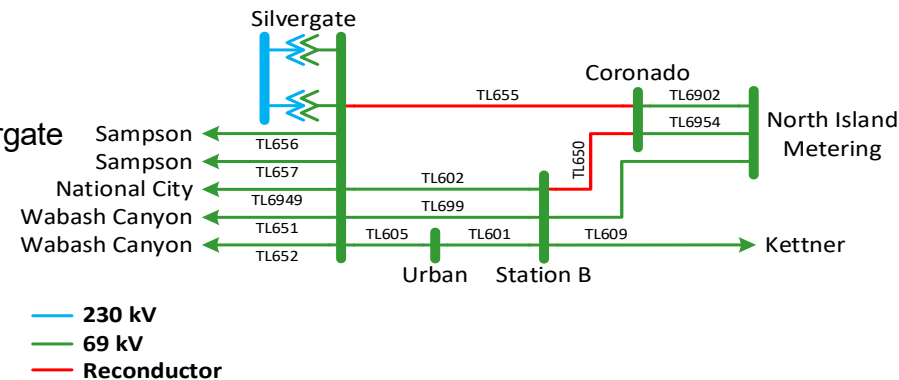 Silvergate
Coronado
TL655
TL6902
TL6954
North Island
Metering
rgate
Sampson
TL656
Sampson
TL657
TL650
National City
TL6949
TL602
Wabash Canyon
TL651
TL699
Wabash Canyon
TL652
TL605
TL601
TL609
Kettner
Urban
Station B
230 kV
69 kV
Reconductor